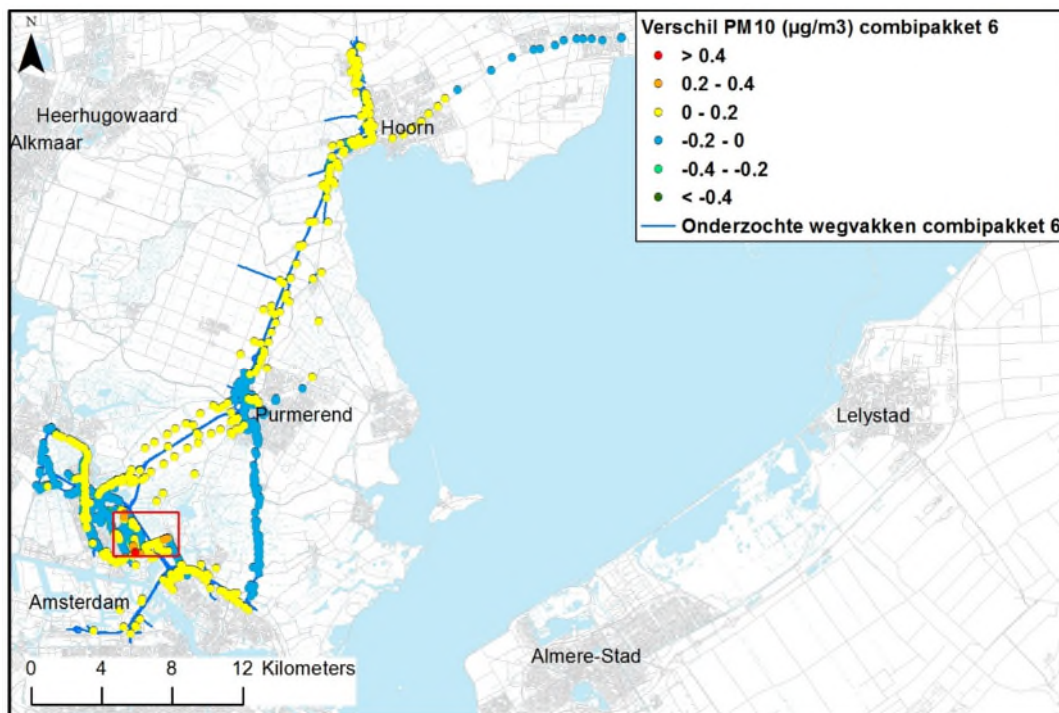 N
Verschil PM10 (µg/m3) combipakket 6
> 0.4
0.2 - 0.4
0 - 0.2
-0.2 - 0
-0.4 - -0.2
< -0.4
Onderzochte wegvakken combipakket 6
Heerhugowaard
Alkmaar
Hoorn
Purmerend
Lelystad
Amsterdam
Almere-Stad
0 4 8 12 Kilometers